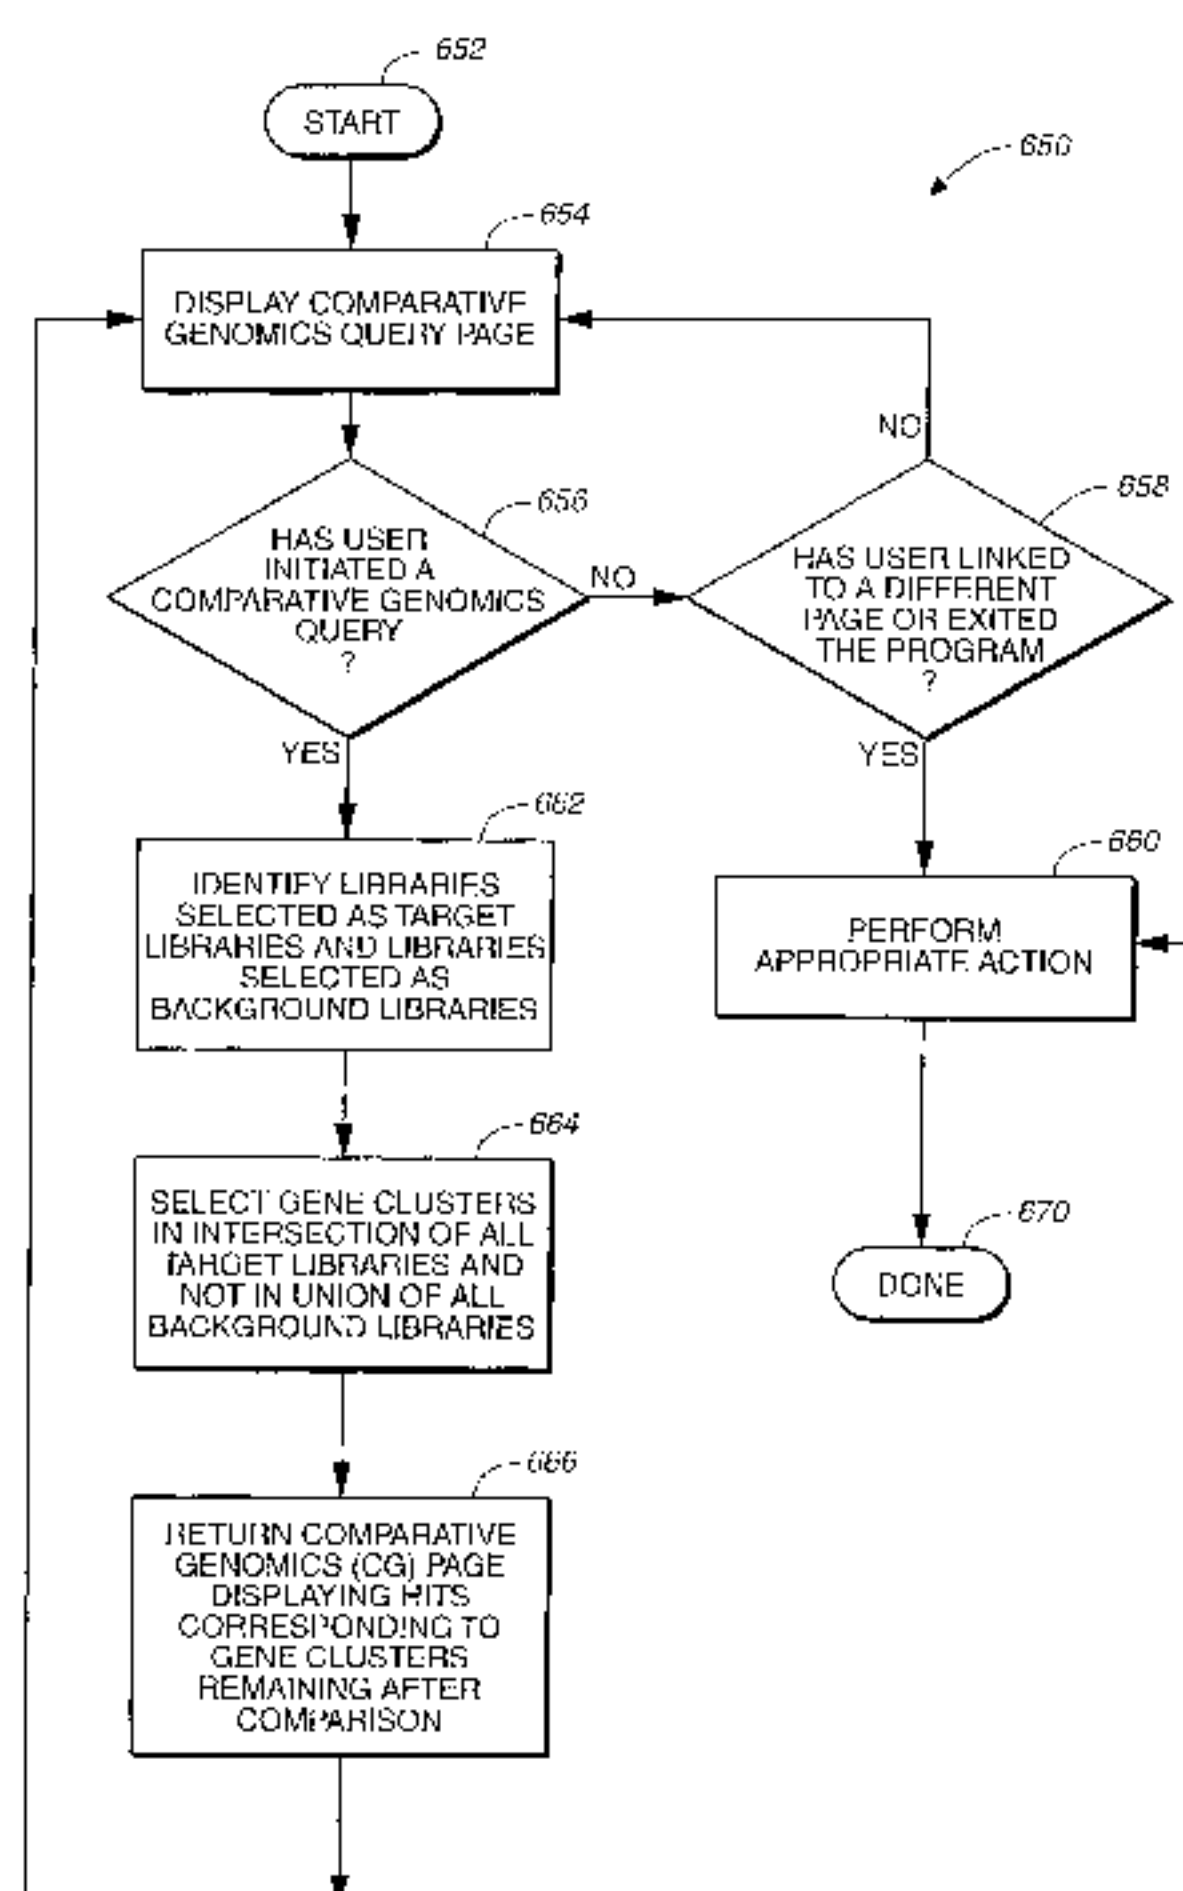 652
START
650
654
DISPLAY COMPARATIVE
GENOMICS QUERY PAGE
NO
656
658
HAS USER
INITIATED A
COMPARATIVE GENOMICS
QUERY
?
NO
HAS USER LINKED
TO A DIFFERENT
PAGE OR EXITED
THE PROGRAM
?
YES
YES
662
660
IDENTIFY LIBRARIES
SELECTED AS TARGET
LIBRARIES AND LIBRARIES
SELECTED AS
BACKGROUND LIBRARIES
PERFORM
APPROPRIATE ACTION
664
SELECT GENE CLUSTERS
IN INTERSECTION OF ALL
TARGET LIBRARIES AND
NOT IN UNION OF ALL
BACKGROUND LIBRARIES
670
DONE
666
RETURN COMPARATIVE
GENOMICS (CG) PAGE
DISPLAYING HITS
CORRESPONDING TO
GENE CLUSTERS
REMAINING AFTER
COMPARISON